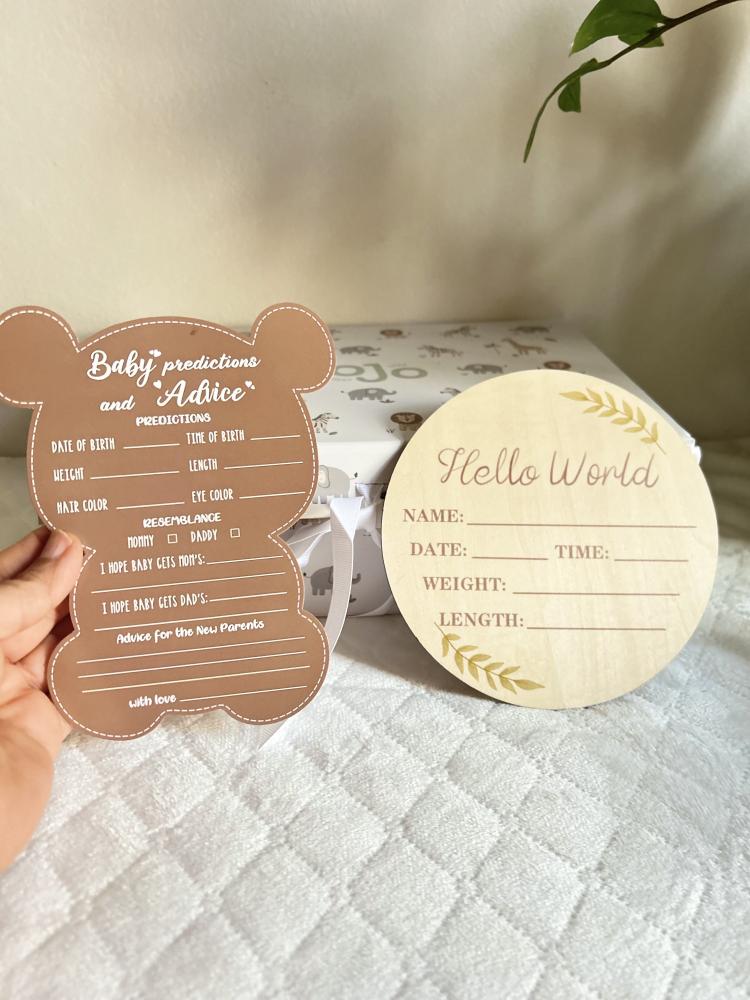 Baby predictions
and Advice
PREDICTIONS
DATE OF BIRTH TIME OF BIRTH
WEIGHT LENGTH
HAIR COLOR EYE COLOR
RESEMBLANCE
MOMMY DADDY
I HOPE BABY GETS MOM'S:
I HOPE BABY GETS DAD'S:
Advice for the New Parents
with love
Hello World
NAME:
DATE: TIME:
WEIGHT:
LENGTH: